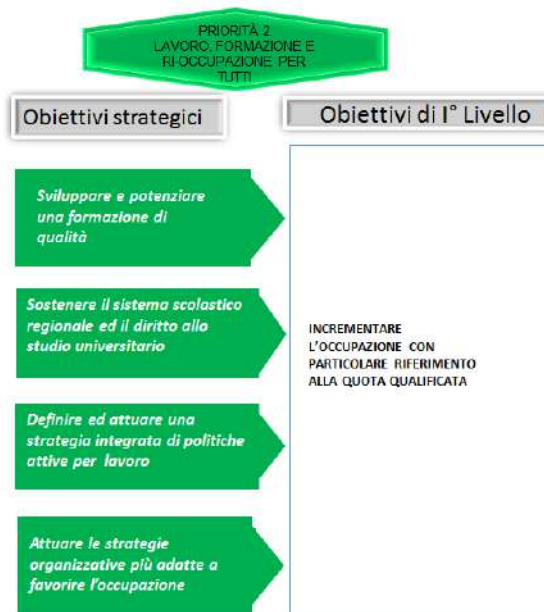 PRIORITÀ 2
LAVORO, FORMAZIONE E
RI-OCCUPAZIONE PER
TUTTI
Obiettivi strategici
Obiettivi di I° Livello
Sviluppare e potenziare
una formazione di
qualità
Sostenere il sistema scolastico
regionale ed il diritto allo
studio universitario
Definire ed attuare una
strategia integrata di politiche
attive per lavoro
Attuare le strategie
organizzative più adatte a
favorire l'occupazione
INCREMENTARE
L'OCCUPAZIONE CON
PARTICOLARE RIFERIMENTO
ALLA QUOTA QUALIFICATA